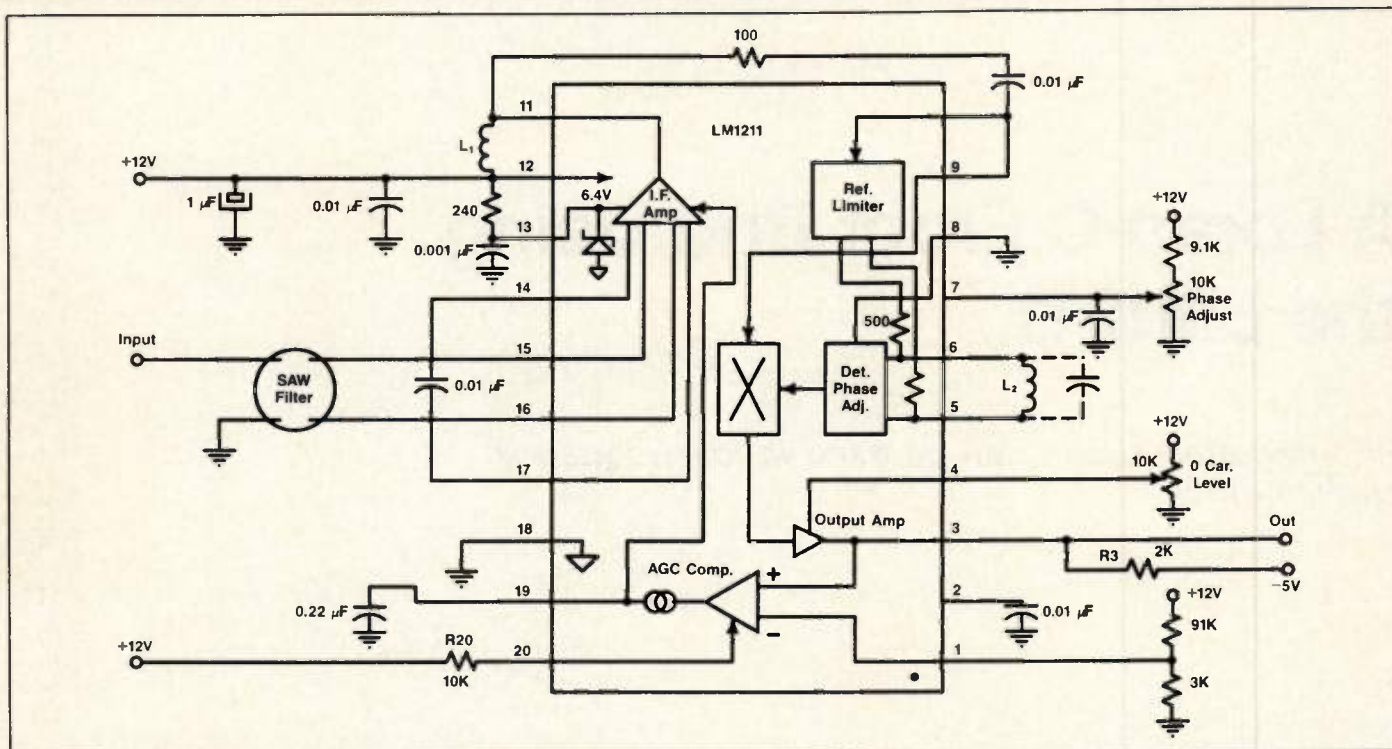 100
0.01 µF
11
LM1211
L1
+12V
12
9
6.4V
I.F.
Amp
Ref.
Limiter
1 µF
0.01 µF
240
13
8
+12V
0.001 µF
9.1K
14
7
10K
Phase
Adjust
500
0.01 µF
Input
15
6
SAW
Filter
0.01 µF
Det.
Phase
Adj.
L2
16
5
+12V
10K
0 Car.
Level
17
4
Output Amp
18
3
Out
AGC Comp.
+
R3
2K
−5V
19
2
+12V
0.22 µF
0.01 µF
91K
−
+12V
R20
10K
20
1
3K